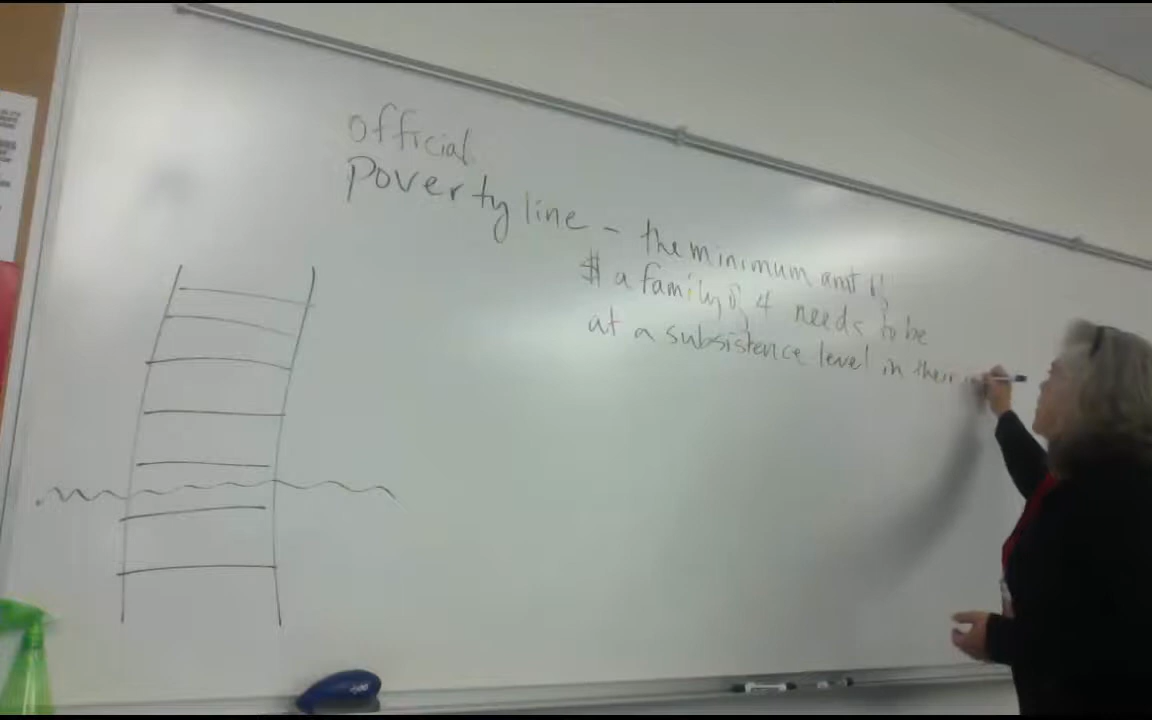 official
Poverty line - the minimum amt of
$ a family of 4 needs to be
at a subsistence level in their